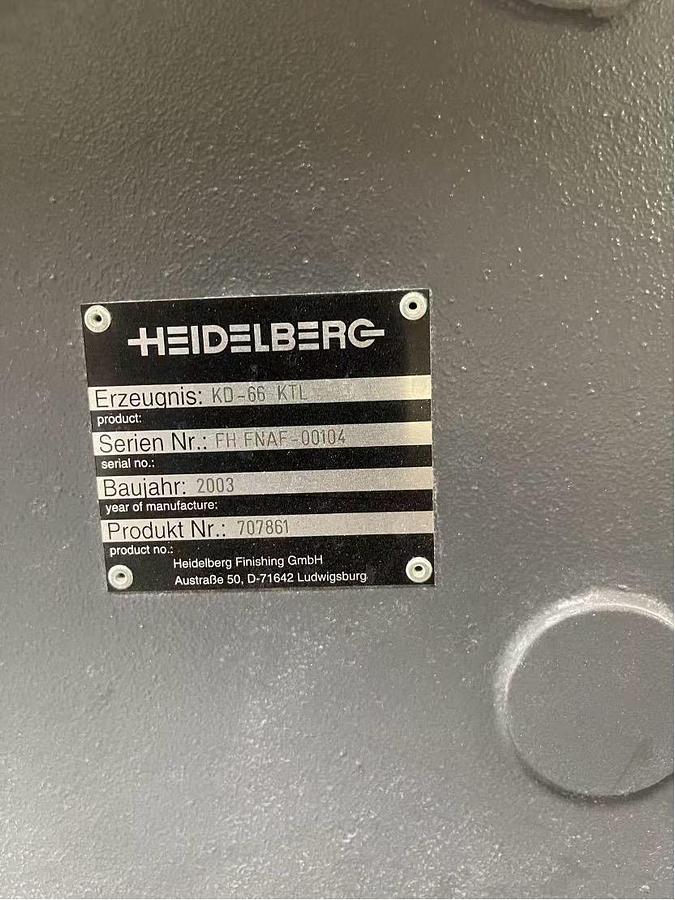 HEIDELBERG
Erzeugnis: KD-66 KTL
product:
Serien Nr.: FH FNAF-00104
serial no.:
Baujahr: 2003
year of manufacture:
Produkt Nr.: 707861
product no.:
Heidelberg Finishing GmbH
Austraße 50, D-71642 Ludwigsburg